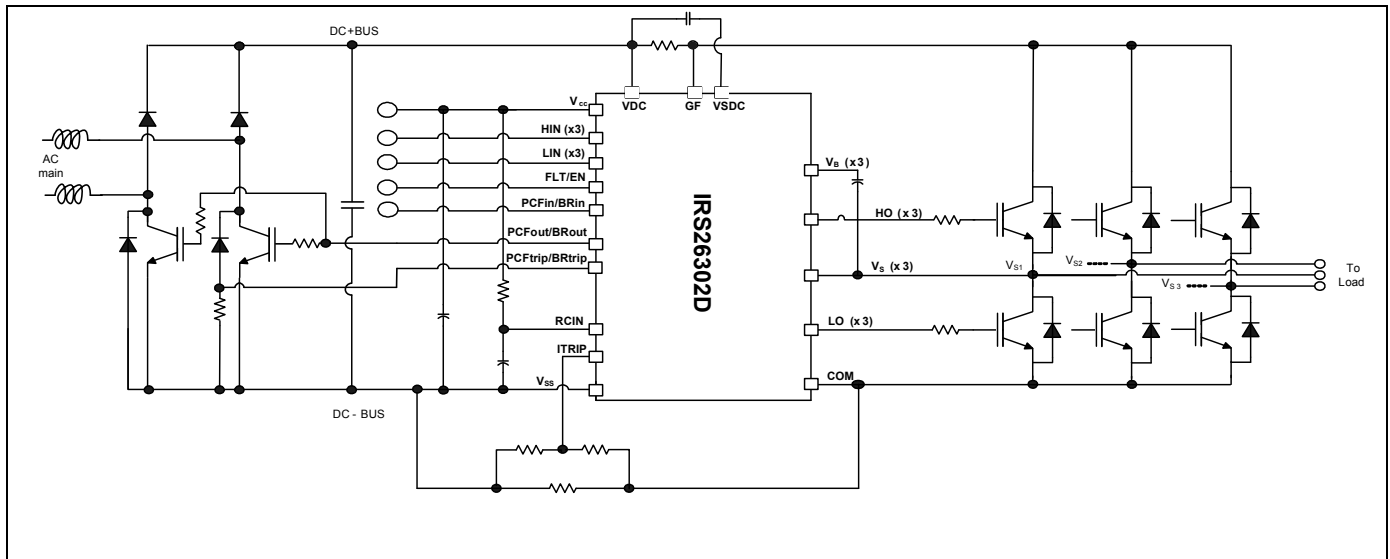 DC+BUS
VDC
GF
VSDC
Vcc
HIN (x3)
LIN (x3)
FLT/EN
PCFin/BRin
PCFout/BRout
PCFtrip/BRtrip
RCIN
ITRIP
VSS
AC
main
DC - BUS
IRS26302D
VB (x3)
HO (x3)
VS (x3)
LO (x3)
COM
VS1
VS2
VS3
To
Load